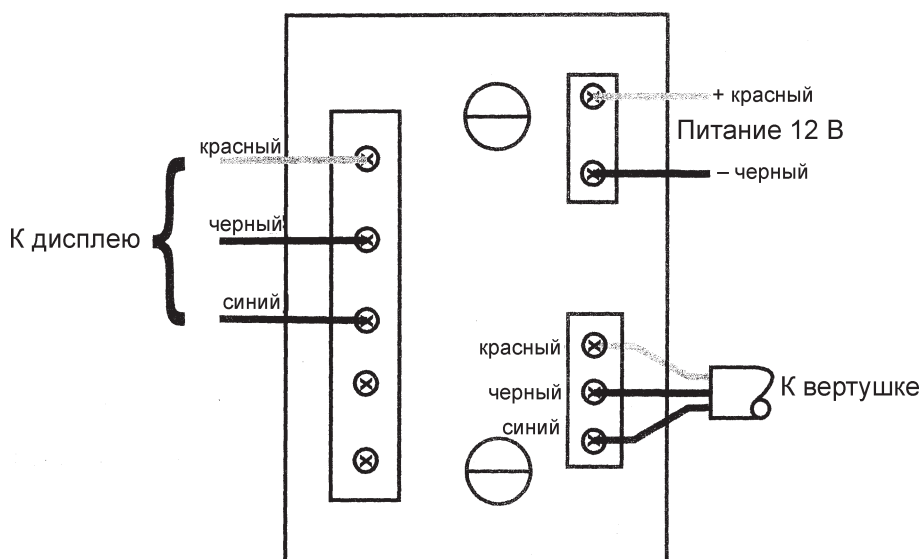 + красный
Питание 12 В
– черный
красный
черный
синий
К дисплею
красный
черный
синий
К вертушке